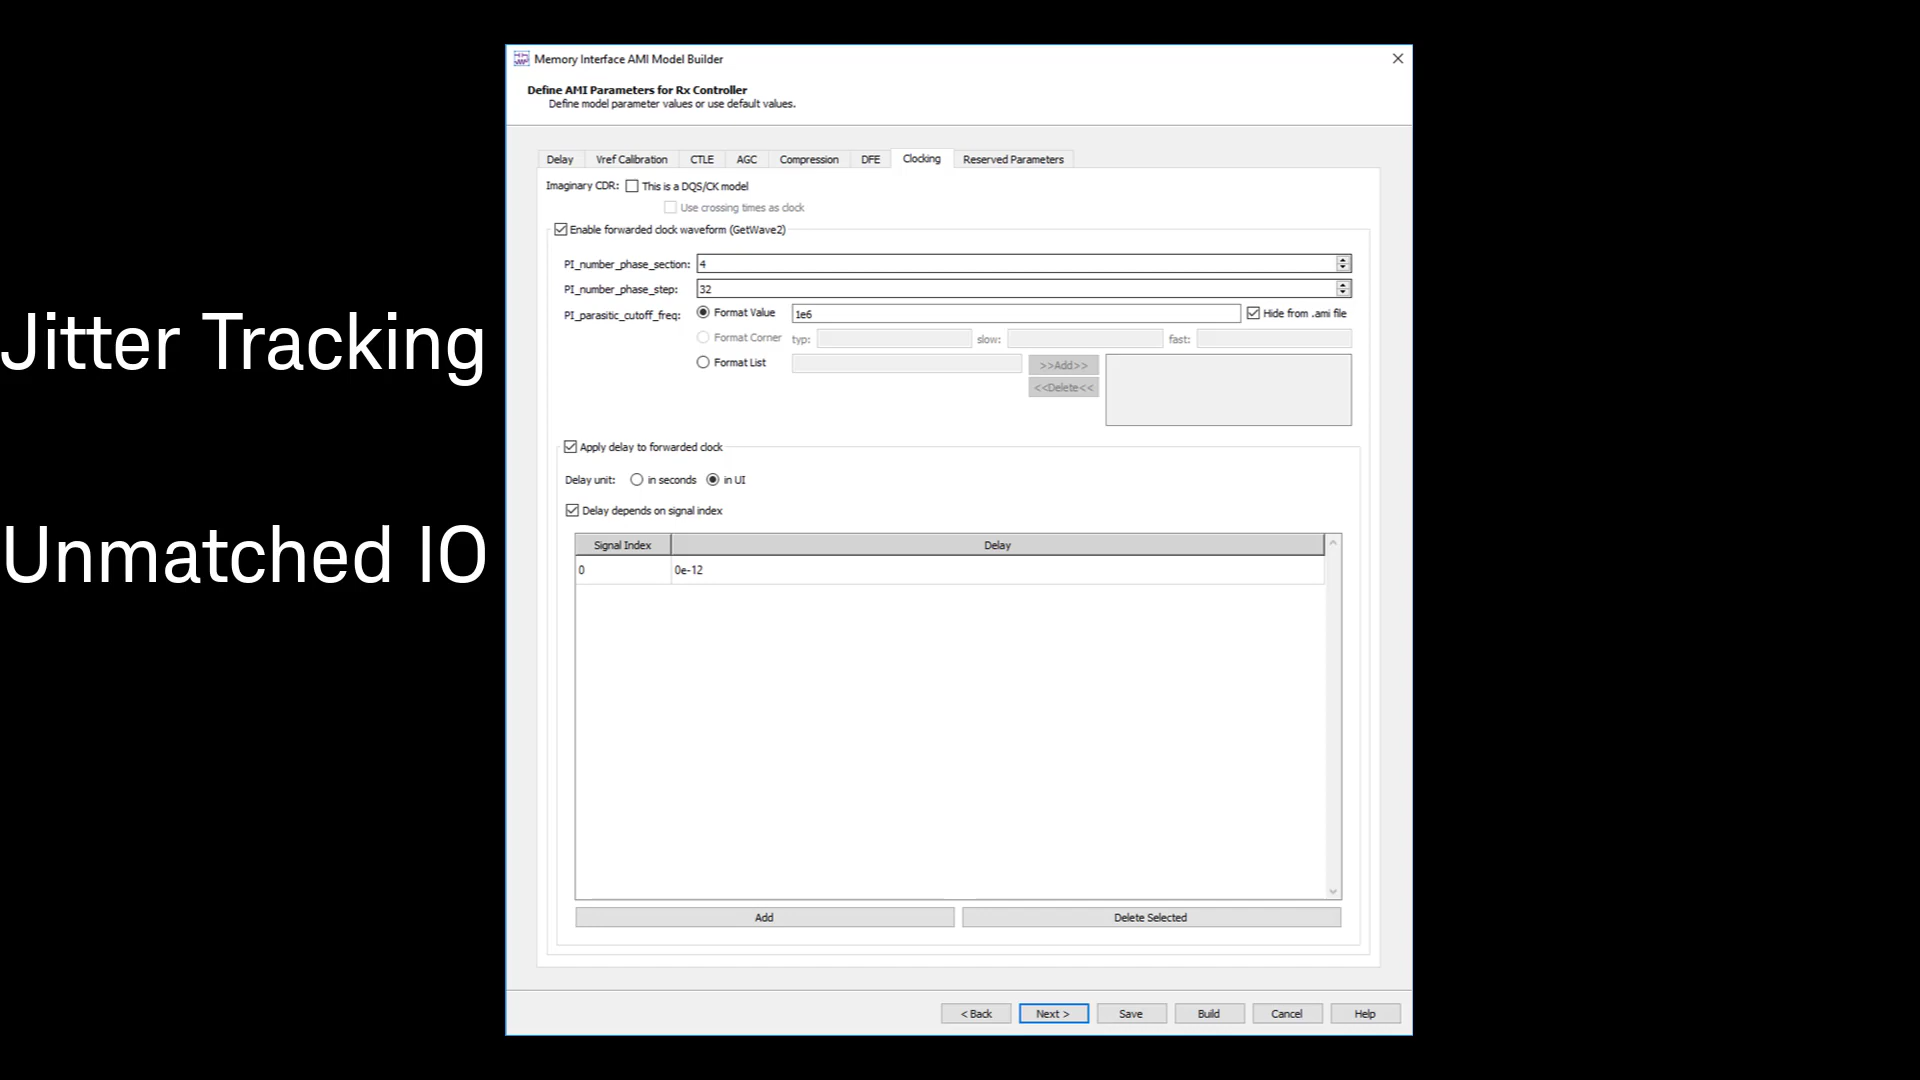 Memory Interface AMI Model Builder
Define AMI Parameters for Rx Controller
Define model parameter values or use default values.
Delay Vref Calibration CTLE AGC Compression DFE Clocking Reserved Parameters
Imaginary CDR: This is a DQS/CK model
Use crossing times as clock
Enable forwarded clock waveform (GetWave2)
PI_number_phase_section: 4
PI_number_phase_step: 32
PI_parasitic_cutoff_freq: Format Value 1e6 Hide from .ami file
Format Corner typ: slow: fast:
Format List >>Add>>
<<Delete<<
Jitter Tracking
Apply delay to forwarded clock
Delay unit: in seconds in UI
Delay depends on signal index
Unmatched IO
Signal Index Delay
0 0e-12
Add Delete Selected
< Back Next > Save Build Cancel Help